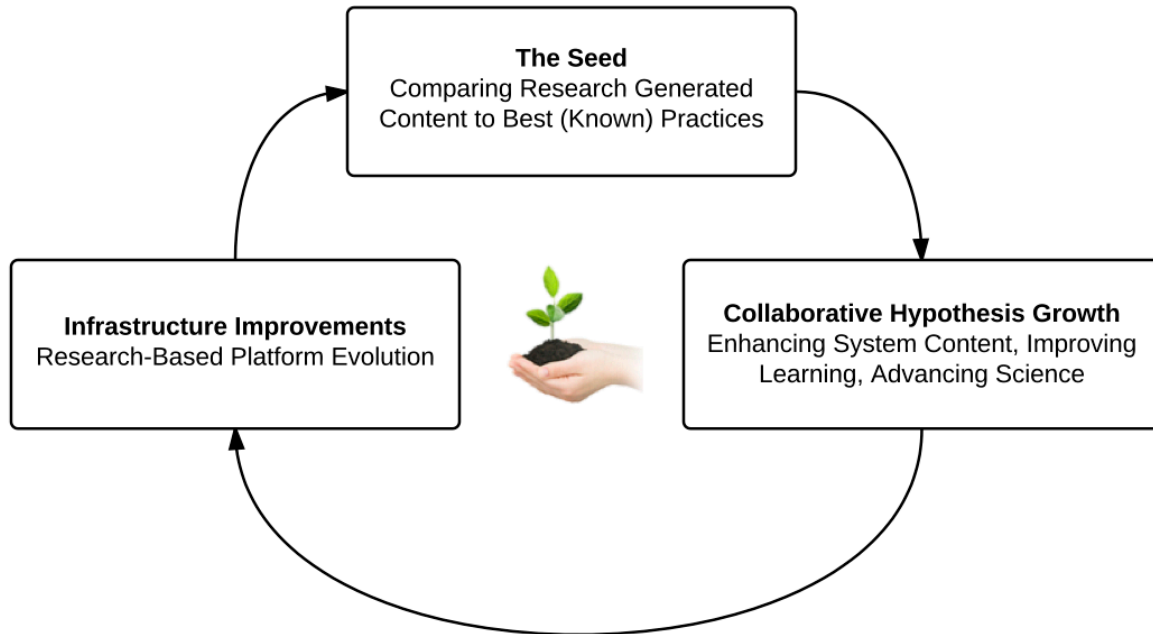 The Seed
Comparing Research Generated
Content to Best (Known) Practices
Infrastructure Improvements
Research-Based Platform Evolution
Collaborative Hypothesis Growth
Enhancing System Content, Improving
Learning, Advancing Science